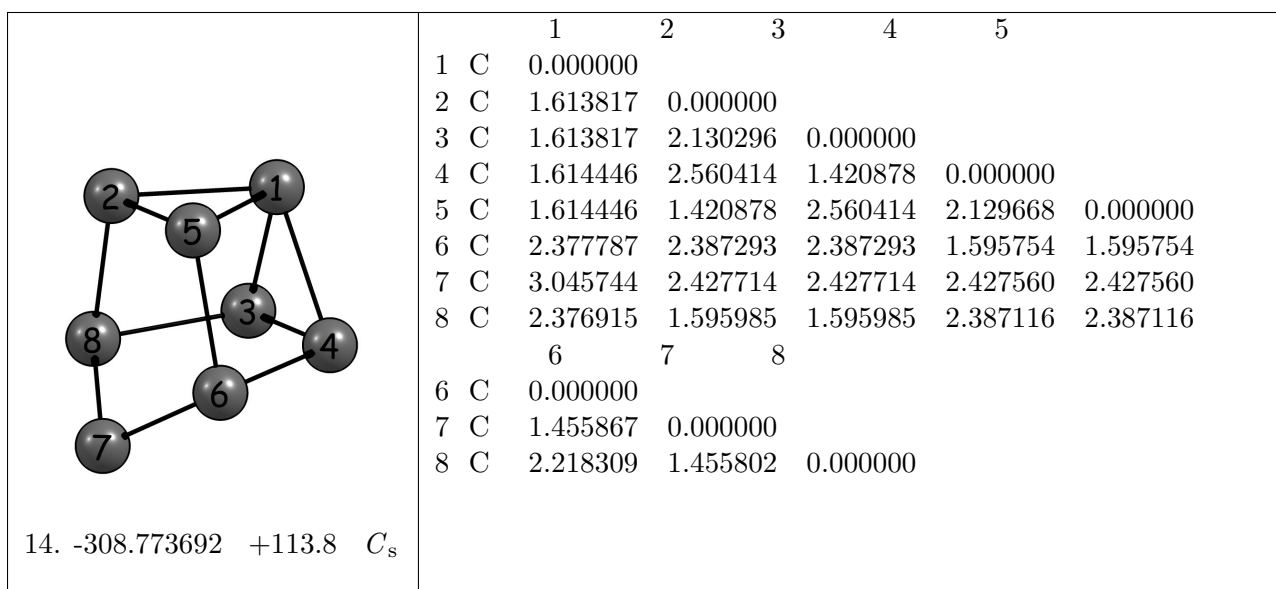 1 2 3 4 5
1 C 0.000000
2 C 1.613817 0.000000
3 C 1.613817 2.130296 0.000000
4 C 1.614446 2.560414 1.420878 0.000000
5 C 1.614446 1.420878 2.560414 2.129668 0.000000
6 C 2.377787 2.387293 2.387293 1.595754 1.595754
7 C 3.045744 2.427714 2.427714 2.427560 2.427560
8 C 2.376915 1.595985 1.595985 2.387116 2.387116
6 7 8
6 C 0.000000
7 C 1.455867 0.000000
8 C 2.218309 1.455802 0.000000
2 1
5
3
8 4
6
7
14. -308.773692 +113.8 Cs